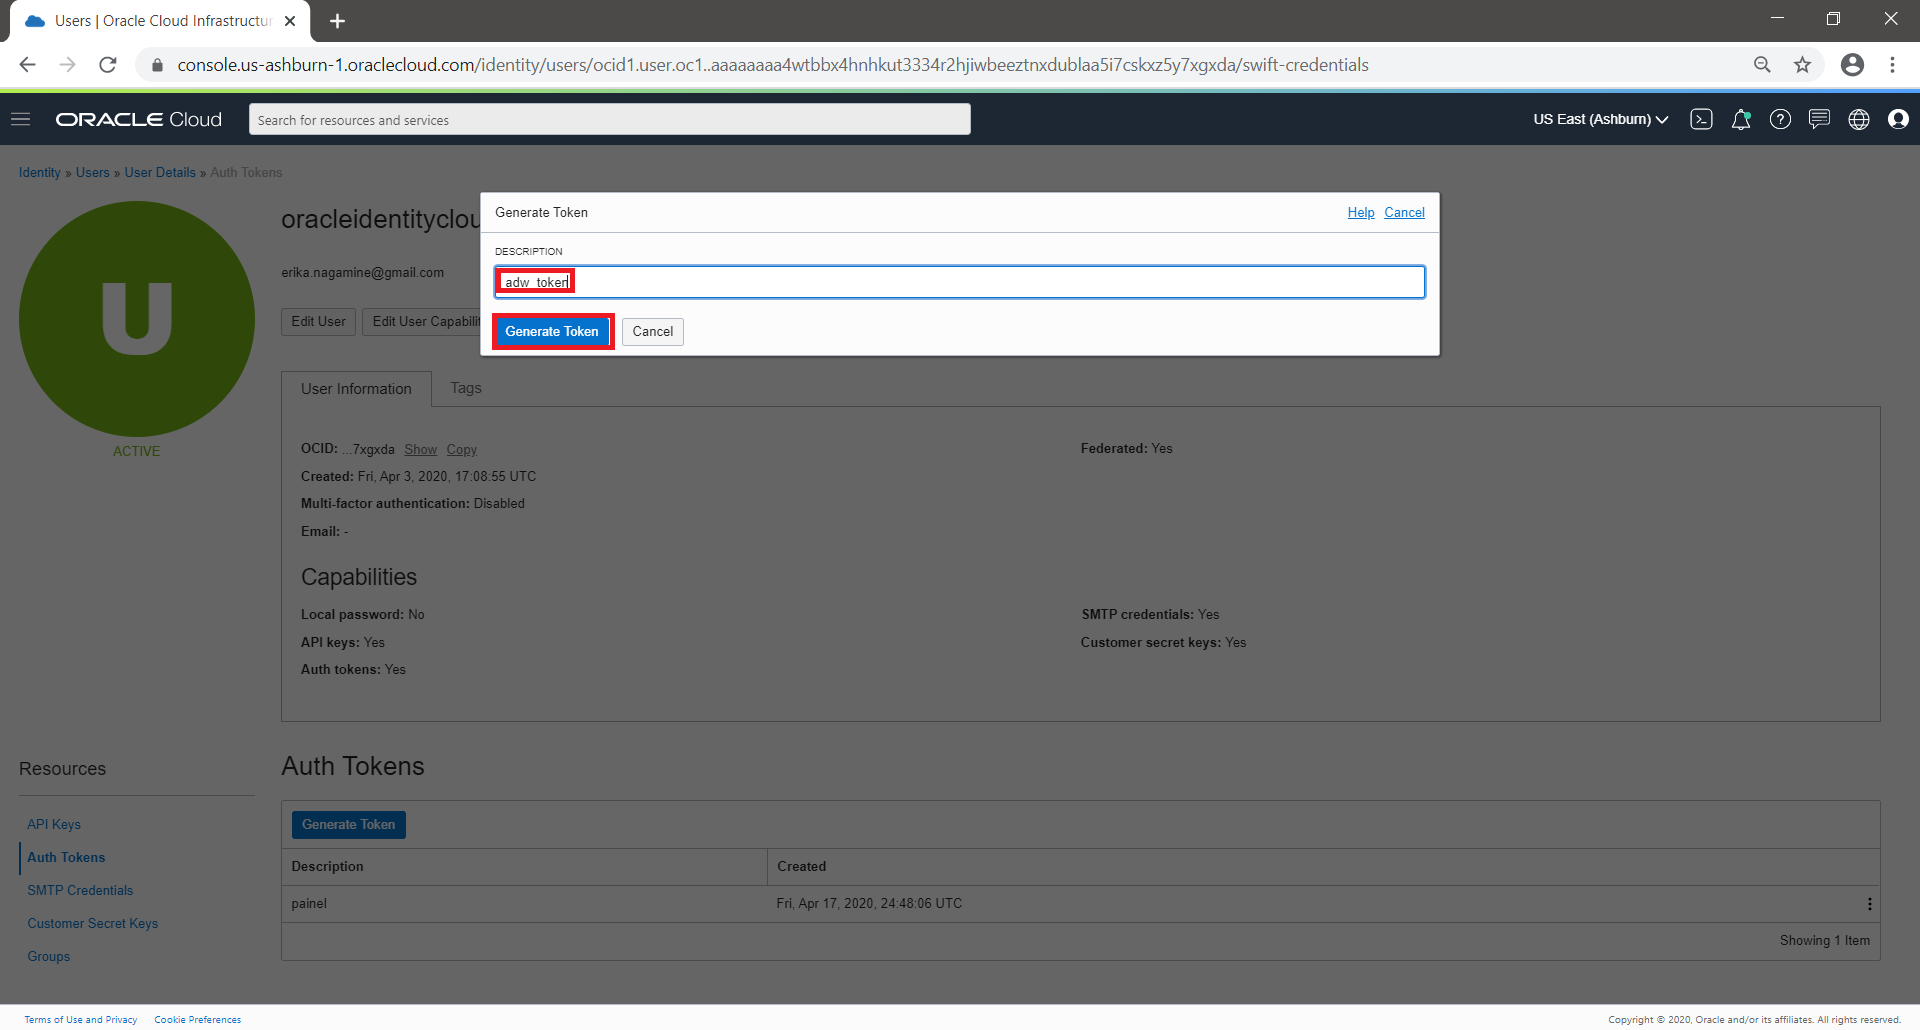 Users | Oracle Cloud Infrastructur
console.us-ashburn-1.oraclecloud.com/identity/users/ocid1.user.oc1..aaaaaaaa4wtbbx4hnhkut3334r2hjiwbeeztnxdublaa5i7cskxz5y7xgxda/swift-credentials
ORACLE Cloud
Search for resources and services
US East (Ashburn)
Identity » Users » User Details » Auth Tokens
U
ACTIVE
oracleidentityclou
erika.nagamine@gmail.com
Edit User
Edit User Capabilit
Generate Token
Help
Cancel
DESCRIPTION
adw_token
Generate Token
Cancel
User Information
Tags
OCID: ...7xgxda Show Copy
Federated: Yes
Created: Fri, Apr 3, 2020, 17:08:55 UTC
Multi-factor authentication: Disabled
Email: -
Capabilities
Local password: No
SMTP credentials: Yes
API keys: Yes
Customer secret keys: Yes
Auth tokens: Yes
Resources
API Keys
Auth Tokens
SMTP Credentials
Customer Secret Keys
Groups
Auth Tokens
Generate Token
Description
Created
painel
Fri, Apr 17, 2020, 24:48:06 UTC
Showing 1 Item
Terms of Use and Privacy
Cookie Preferences
Copyright © 2020, Oracle and/or its affiliates. All rights reserved.